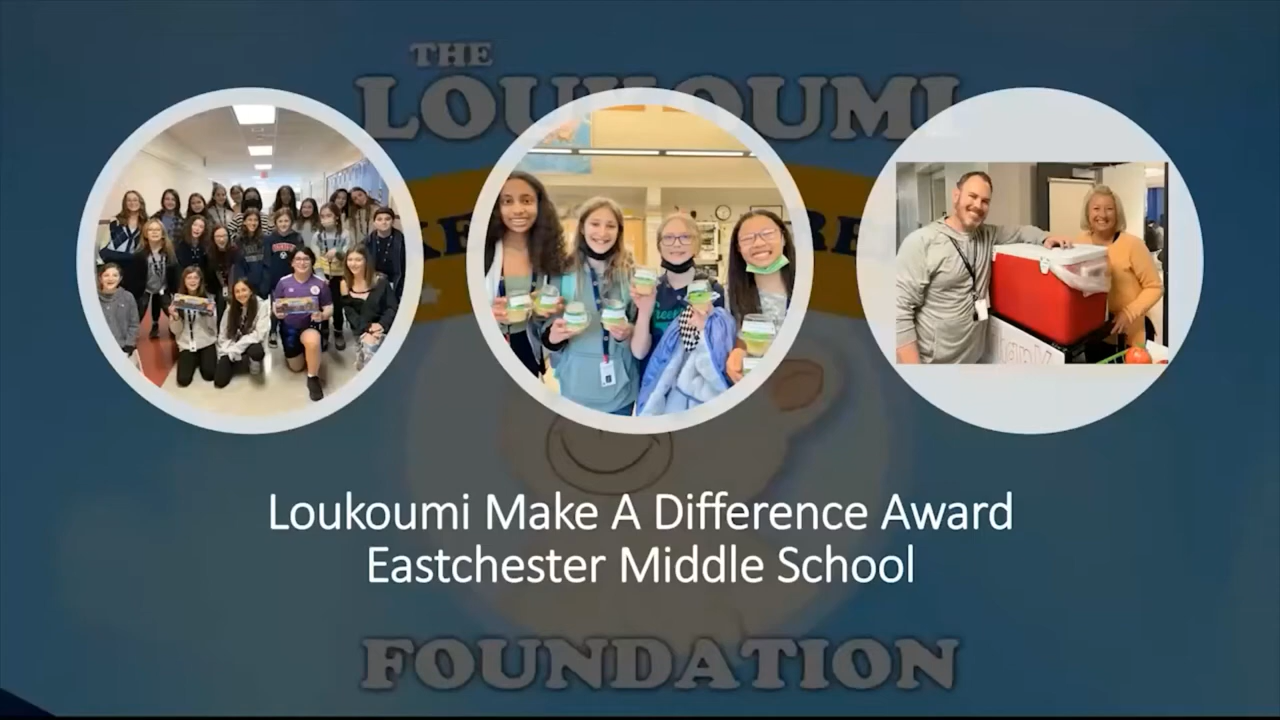 THE
LOUKOUMI
Loukoumi Make A Difference Award
Eastchester Middle School
FOUNDATION